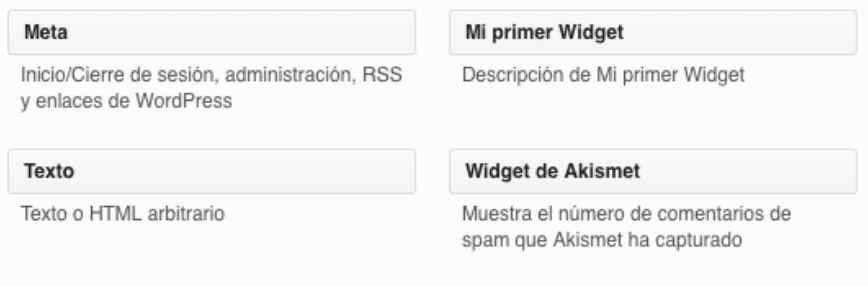 Meta
Inicio/Cierre de sesión, administración, RSS
y enlaces de WordPress
Mi primer Widget
Descripción de Mi primer Widget
Texto
Texto o HTML arbitrario
Widget de Akismet
Muestra el número de comentarios de
spam que Akismet ha capturado